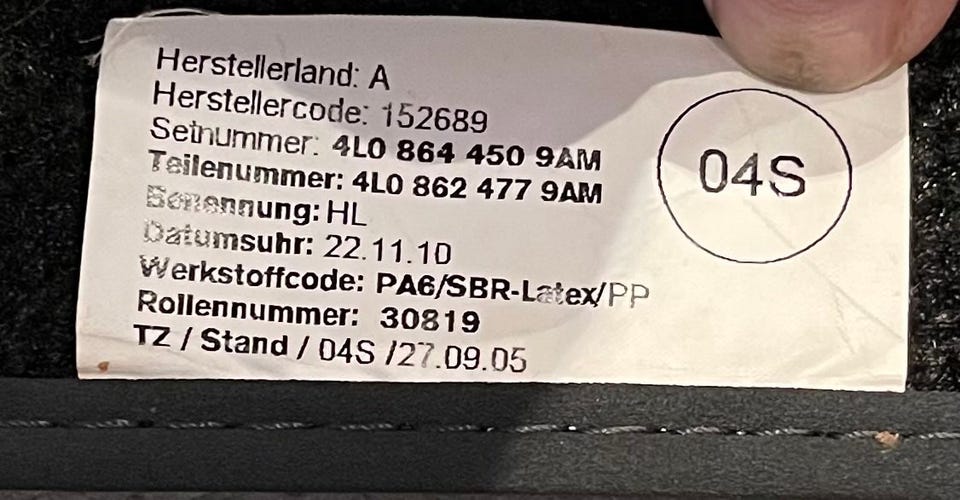 Herstellerland: A
Herstellercode: 152689
Setnummer: 4L0 864 450 9AM
Teilenummer: 4L0 862 477 9AM
Benennung: HL
Datumsuhr: 22.11.10
Werkstoffcode: PA6/SBR-Latex/PP
Rollennummer: 30819
TZ / Stand / 04S /27.09.05
04S